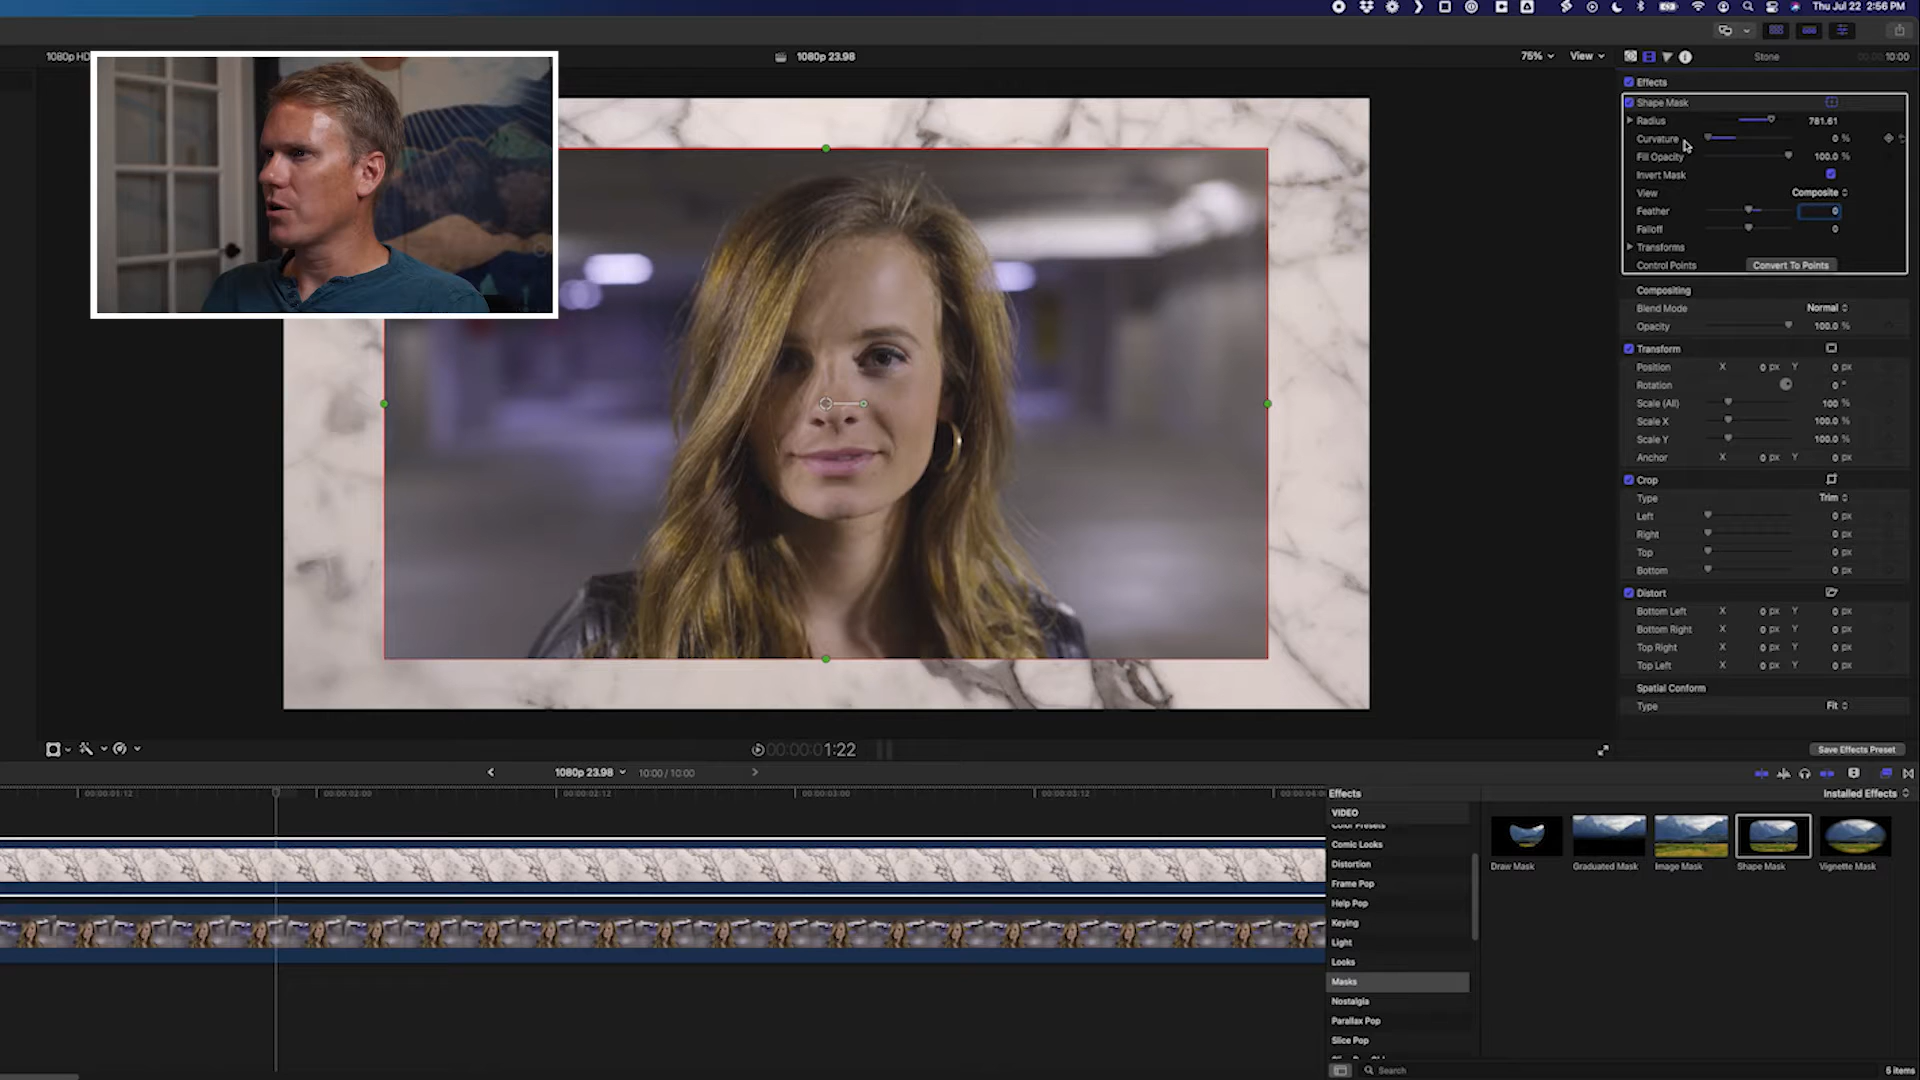 Thu Jul 22 2:56 PM
1080p HD
1080p 23.98
75%
View
Stone
10:00
Effects
Shape Mask
Radius 781.61
Curvature 0 %
Fill Opacity 100.0 %
Invert Mask
View Composite
Feather 0
Falloff 0
Transforms
Control Points Convert To Points
Compositing
Blend Mode Normal
Opacity 100.0 %
Transform
Position X 0 px Y 0 px
Rotation 0 °
Scale (All) 100 %
Scale X 100.0 %
Scale Y 100.0 %
Anchor X 0 px Y 0 px
Crop
Type Trim
Left 0 px
Right 0 px
Top 0 px
Bottom 0 px
Distort
Bottom Left X 0 px Y 0 px
Bottom Right X 0 px Y 0 px
Top Right X 0 px Y 0 px
Top Left X 0 px Y 0 px
Spatial Conform
Type Fit
Save Effects Preset
00:00:01:22
1080p 23.98
10:00 / 10:00
00:00:01:12
00:00:02:00
00:00:02:12
00:00:03:00
00:00:03:12
Effects
Installed Effects
VIDEO
Color Presets
Comic Looks
Distortion
Frame Pop
Help Pop
Keying
Light
Looks
Masks
Nostalgia
Parallax Pop
Slice Pop
Draw Mask
Graduated Mask
Image Mask
Shape Mask
Vignette Mask
Search
6 items